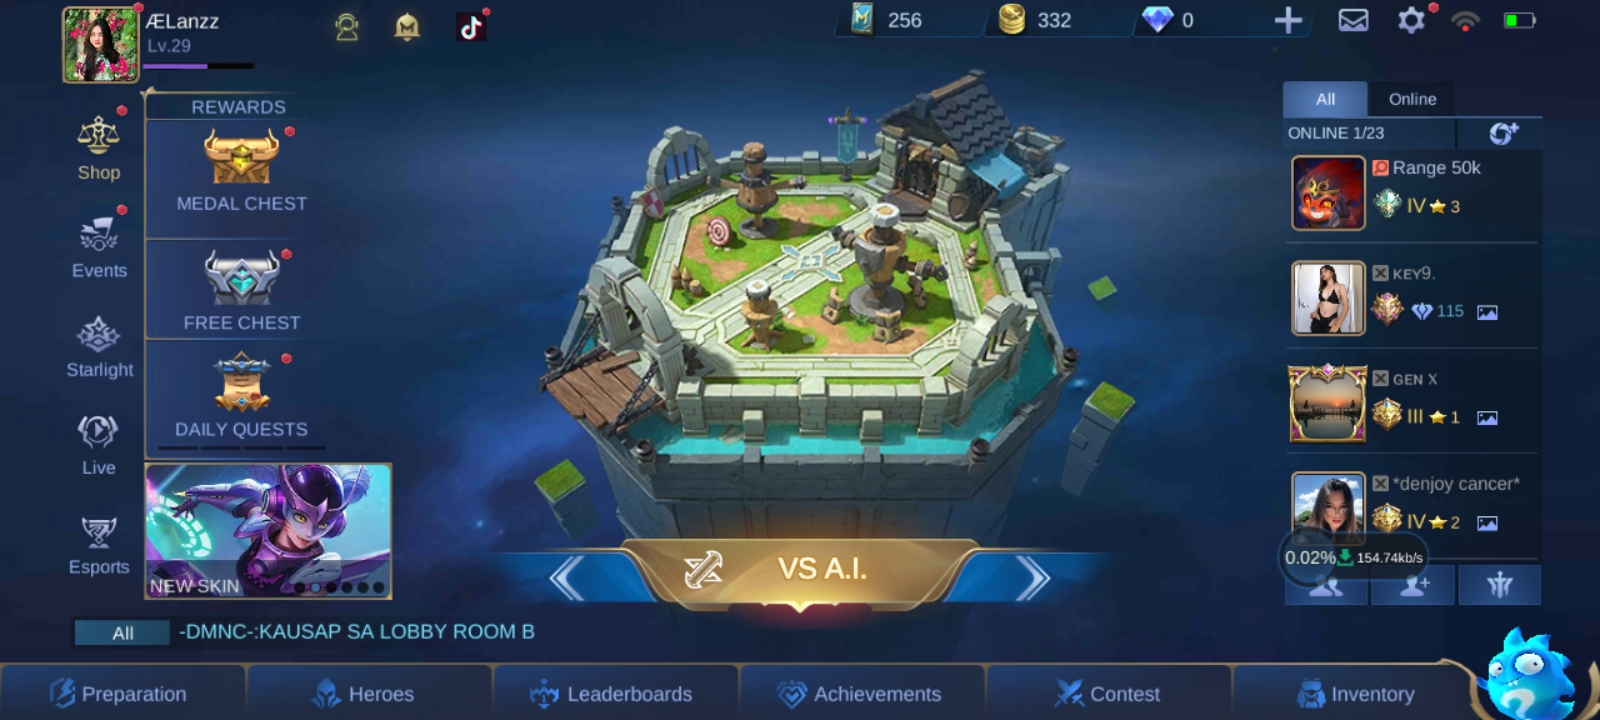 ÆLanzz
Lv.29
256
332
0
REWARDS
MEDAL CHEST
FREE CHEST
DAILY QUESTS
NEW SKIN
Shop
Events
Starlight
Live
Esports
VS A.I.
All
Online
ONLINE 1/23
Range 50k
IV 3
KEY9.
115
GEN X
III 1
*denjoy cancer*
IV 2
0.02% 154.74kb/s
All
-DMNC-:KAUSAP SA LOBBY ROOM B
Preparation
Heroes
Leaderboards
Achievements
Contest
Inventory